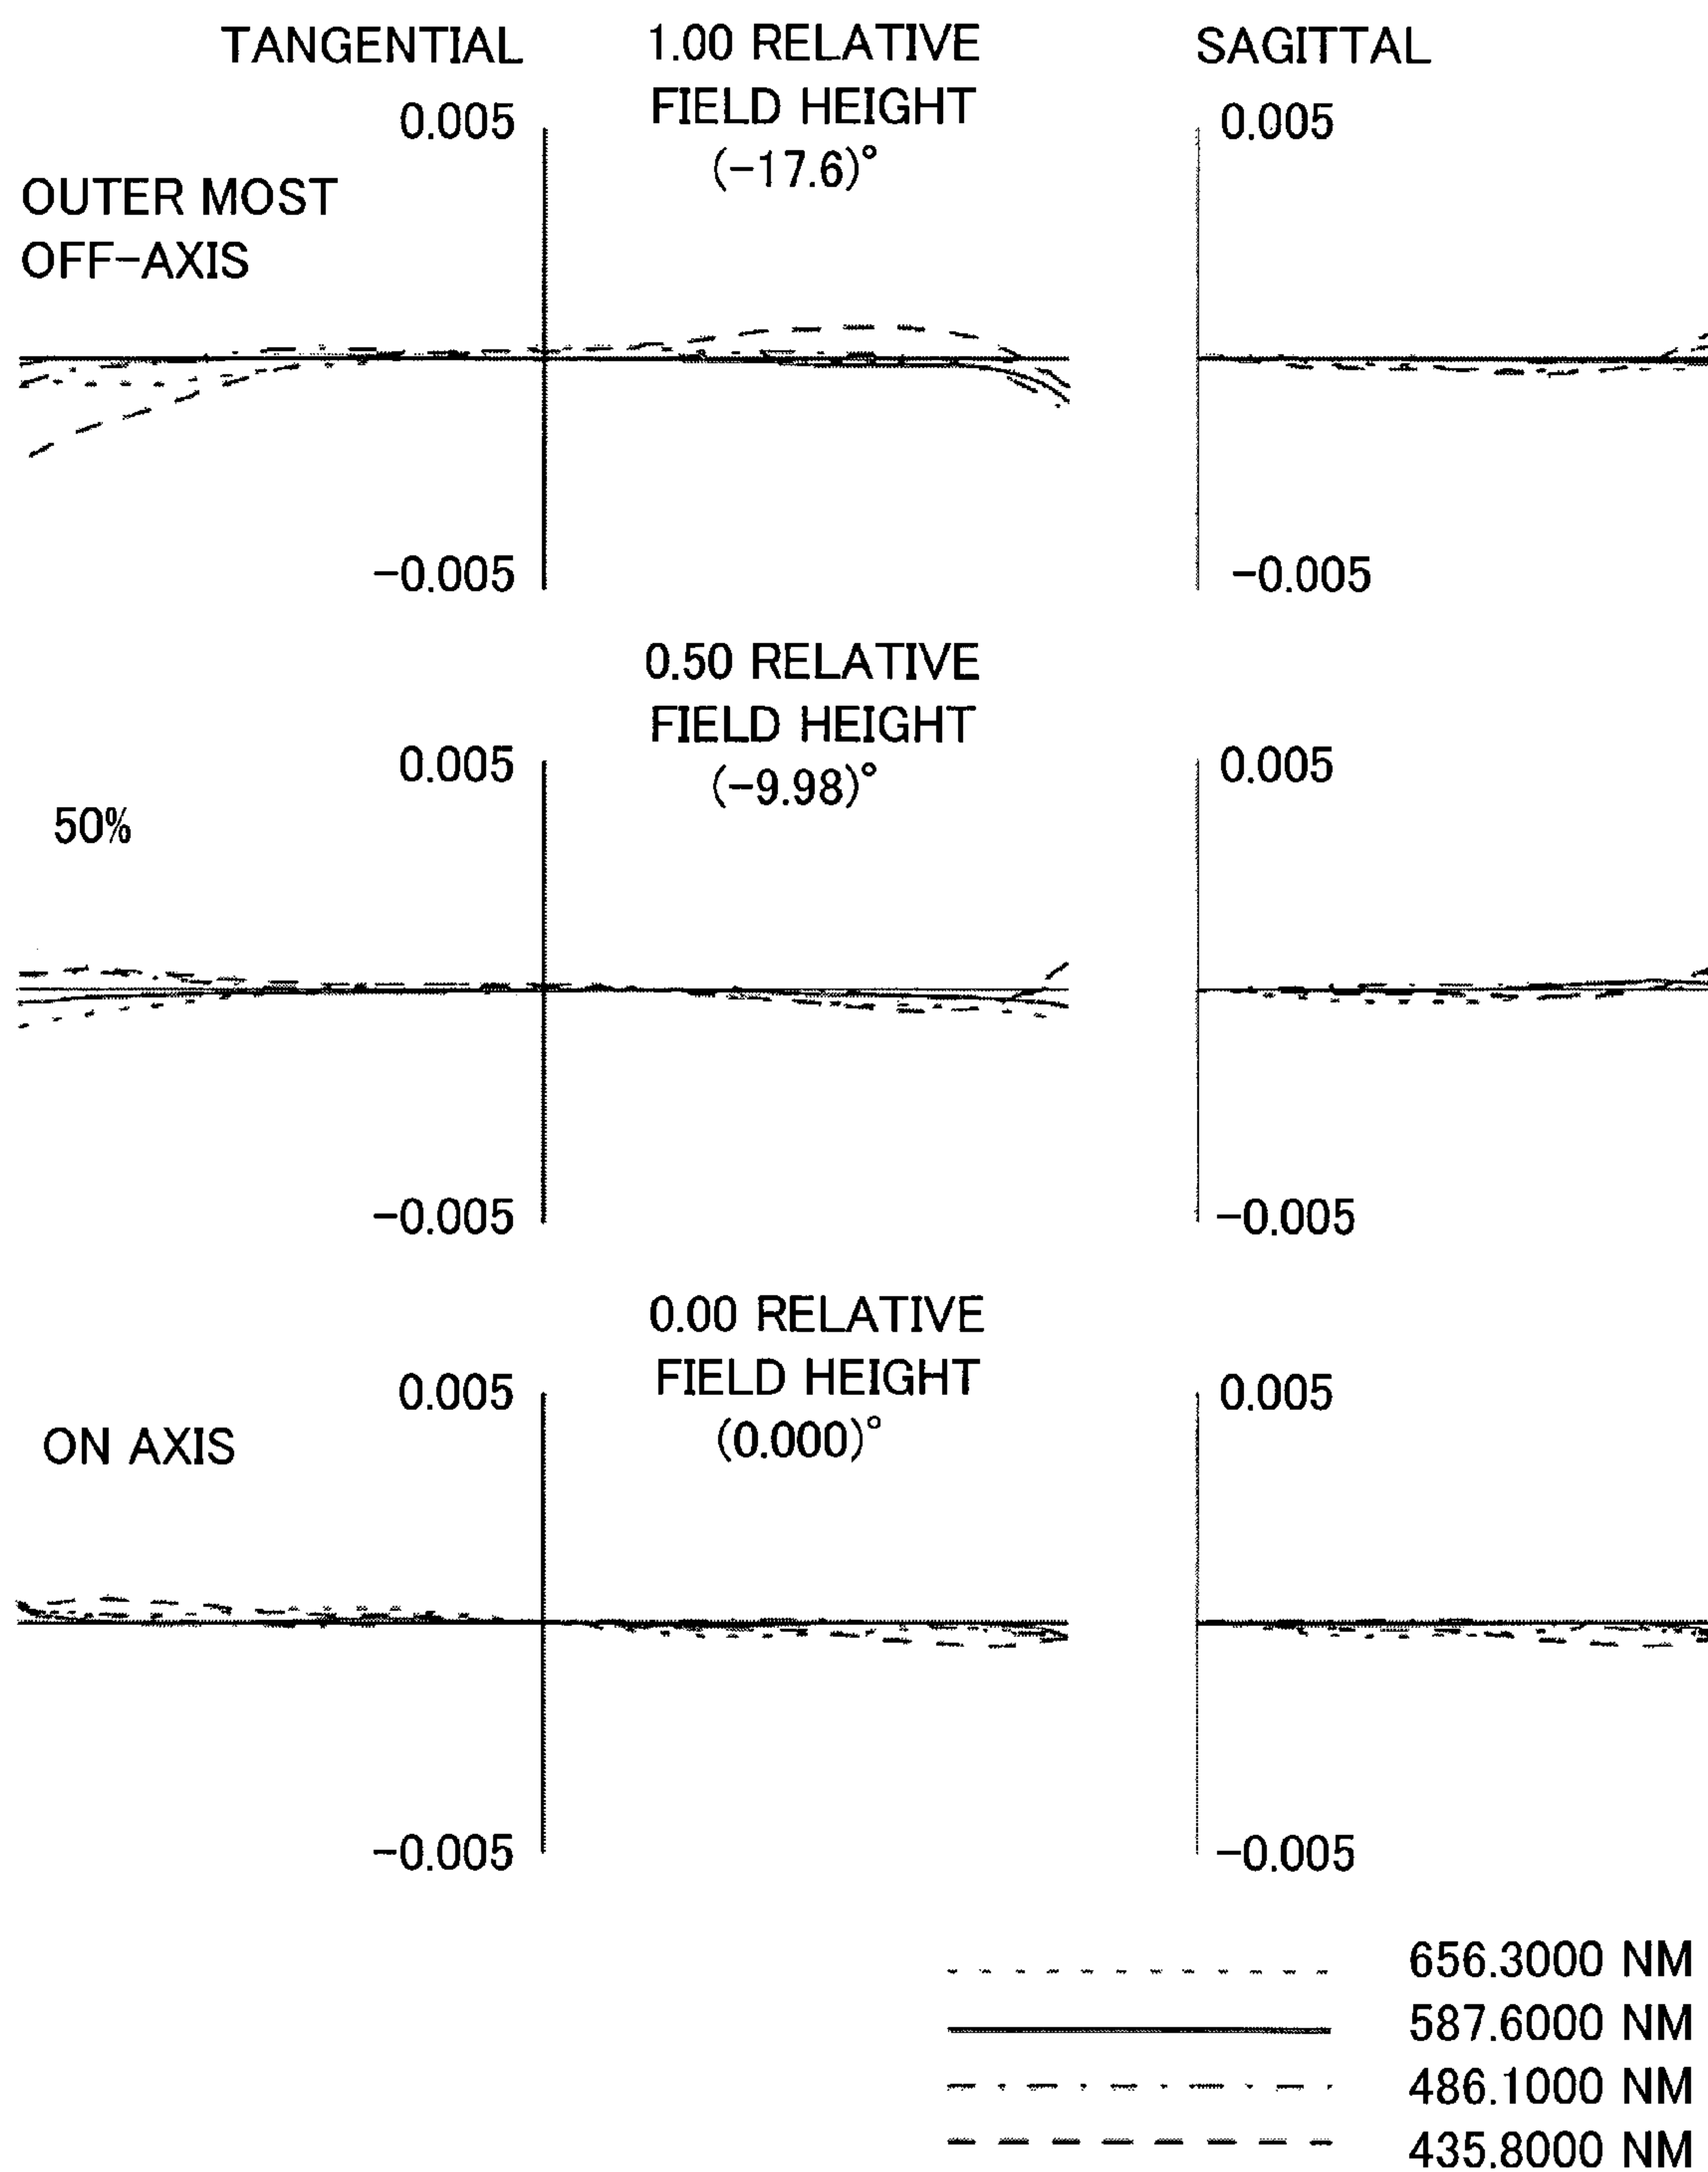 TANGENTIAL
1.00 RELATIVE
FIELD HEIGHT
(-17.6)°
SAGITTAL
0.005
0.005
OUTER MOST
OFF-AXIS
-0.005
-0.005
0.50 RELATIVE
FIELD HEIGHT
(-9.98)°
0.005
0.005
50%
-0.005
-0.005
0.00 RELATIVE
FIELD HEIGHT
(0.000)°
0.005
0.005
ON AXIS
-0.005
-0.005
656.3000 NM
587.6000 NM
486.1000 NM
435.8000 NM